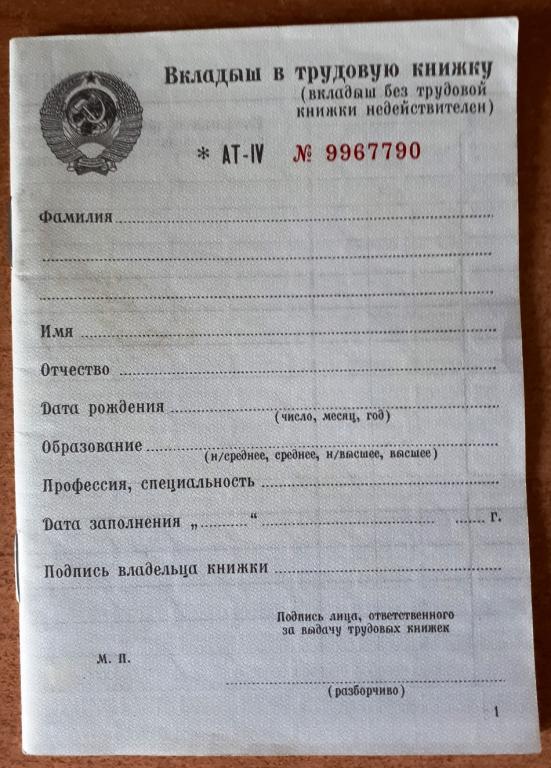 Вкладыш в трудовую книжку
(вкладыш без трудовой
книжки недействителен)
* АТ-IV № 9967790
Фамилия
Имя
Отчество
Дата рождения
(число, месяц, год)
Образование
(н/среднее, среднее, н/высшее, высшее)
Профессия, специальность
Дата заполнения „ “ г.
Подпись владельца книжки
Подпись лица, ответственного
за выдачу трудовых книжек
М. П.
(разборчиво)
1